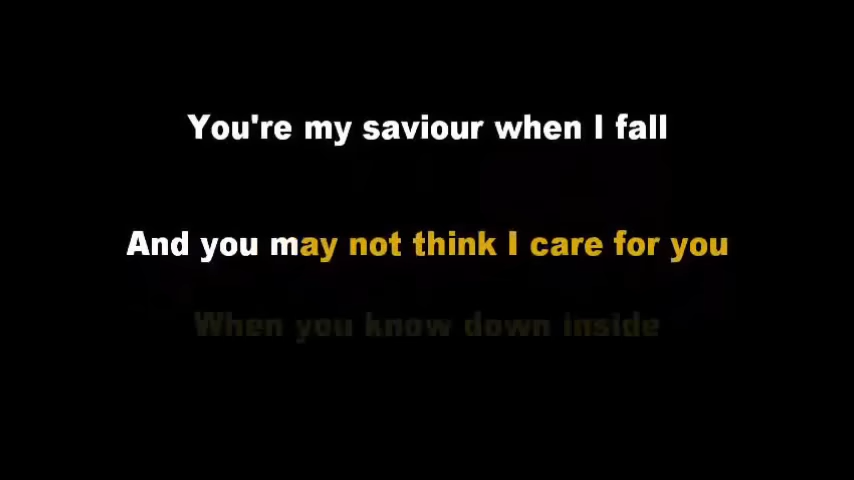 You're my saviour when I fall
And you may not think I care for you
When you know down inside